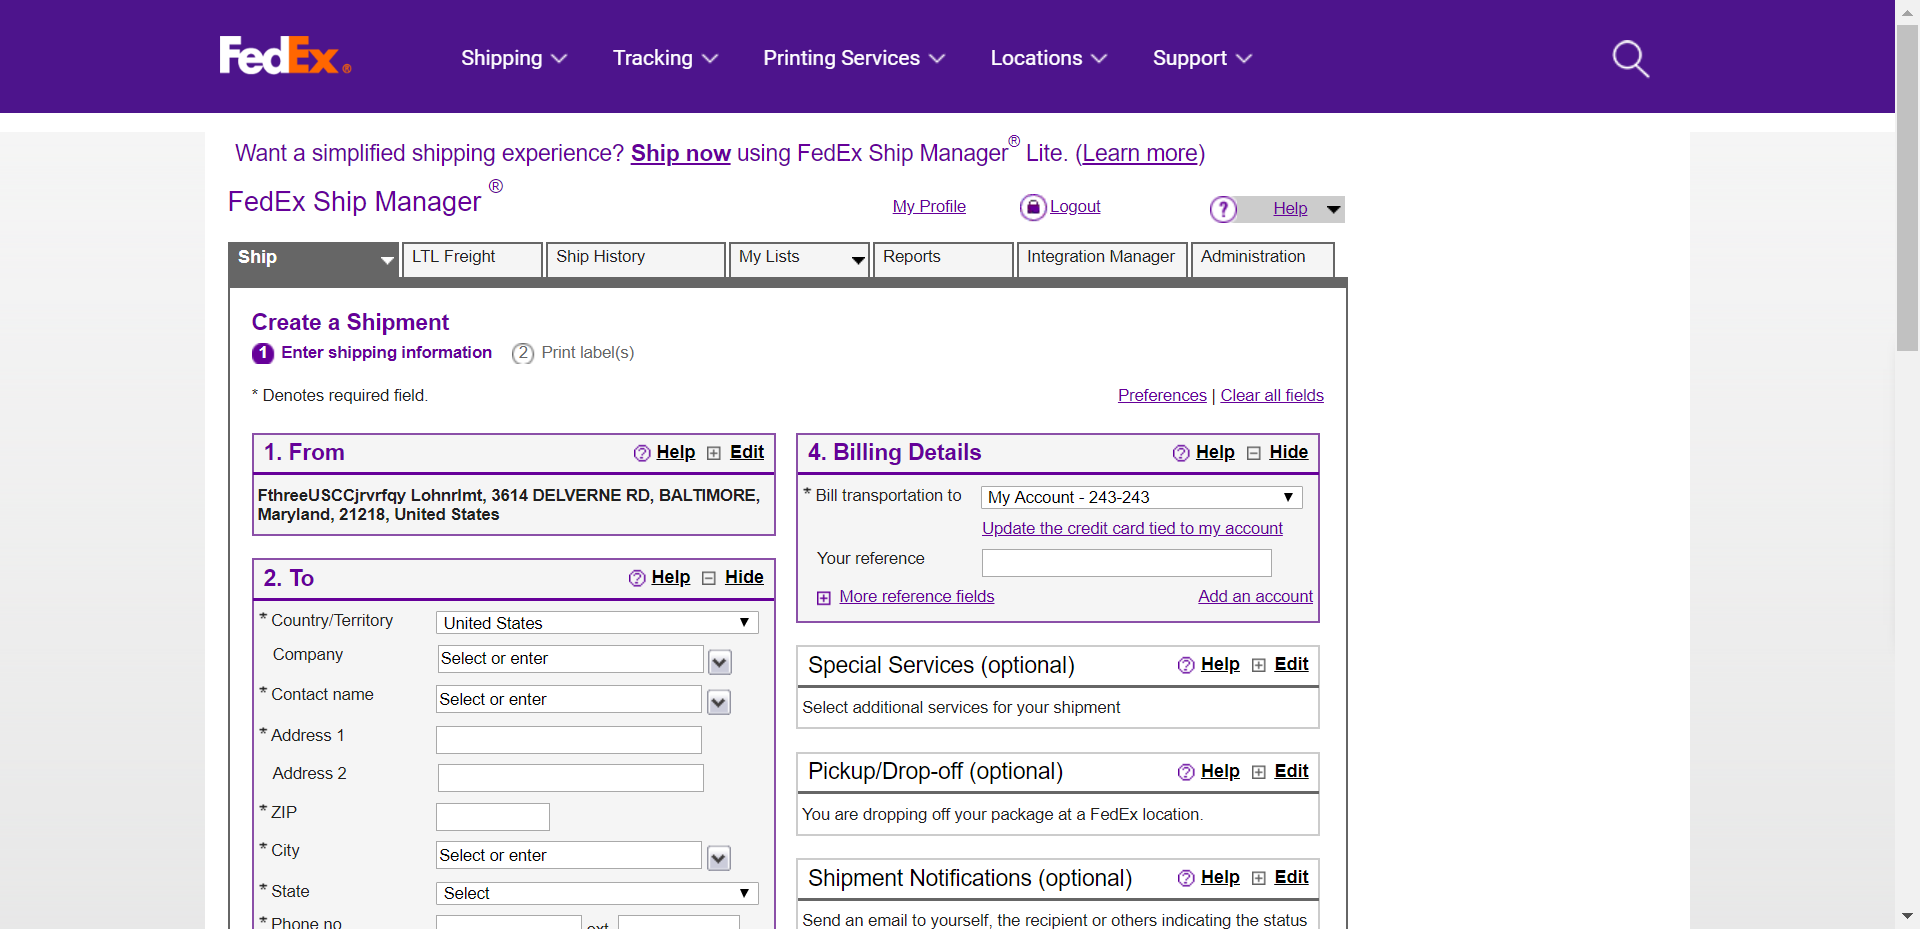 FedEx®
Shipping
Tracking
Printing Services
Locations
Support
Want a simplified shipping experience? Ship now using FedEx Ship Manager® Lite. (Learn more)
FedEx Ship Manager ®
My Profile
Logout
? Help
Ship
LTL Freight
Ship History
My Lists
Reports
Integration Manager
Administration
Create a Shipment
1 Enter shipping information
2 Print label(s)
* Denotes required field.
Preferences | Clear all fields
1. From
? Help
Edit
FthreeUSCCjrvrfqy Lohnrlmt, 3614 DELVERNE RD, BALTIMORE,
Maryland, 21218, United States
2. To
? Help
Hide
* Country/Territory
United States
Company
Select or enter
* Contact name
Select or enter
* Address 1
Address 2
* ZIP
* City
Select or enter
* State
Select
* Phone no
ext
4. Billing Details
? Help
Hide
* Bill transportation to
My Account - 243-243
Update the credit card tied to my account
Your reference
More reference fields
Add an account
Special Services (optional)
? Help
Edit
Select additional services for your shipment
Pickup/Drop-off (optional)
? Help
Edit
You are dropping off your package at a FedEx location.
Shipment Notifications (optional)
? Help
Edit
Send an email to yourself, the recipient or others indicating the status